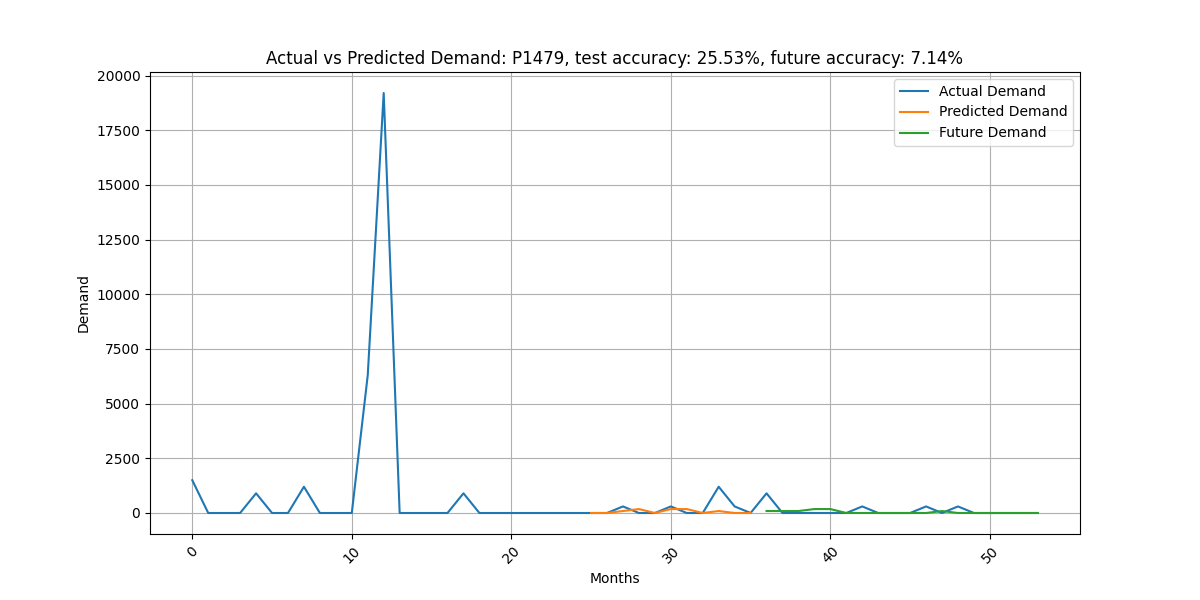 Actual vs Predicted Demand: P1479, test accuracy: 25.53%, future accuracy: 7.14%
Actual Demand
Predicted Demand
Future Demand
Demand
20000
17500
15000
12500
10000
7500
5000
2500
0
0
10
20
30
40
50
Months